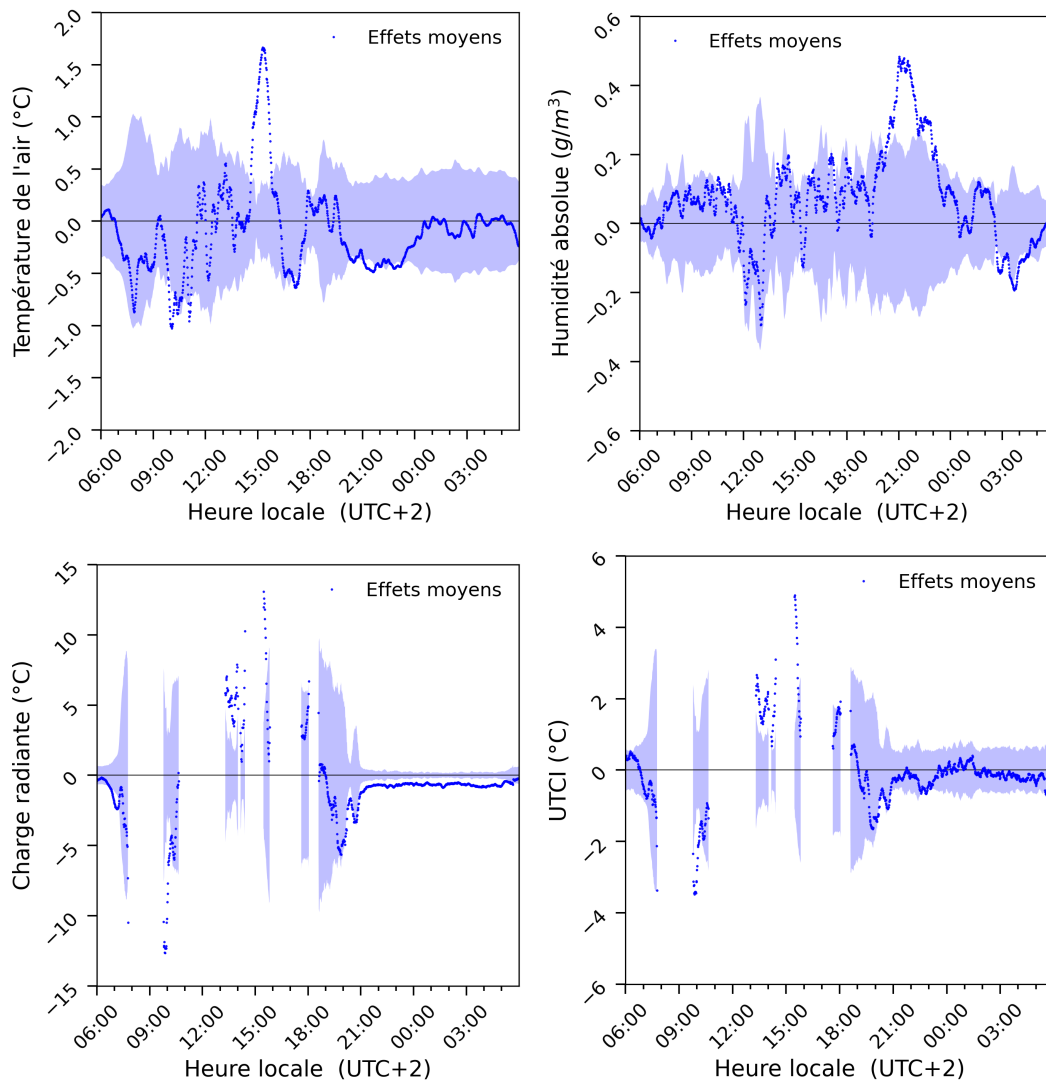 Température de l'air (°C)
2.0
1.5
1.0
0.5
0.0
−0.5
−1.0
−1.5
−2.0
Effets moyens
06:00 09:00 12:00 15:00 18:00 21:00 00:00 03:00
Heure locale (UTC+2)
Humidité absolue (g/m³)
0.6
0.4
0.2
0.0
−0.2
−0.4
−0.6
Effets moyens
06:00 09:00 12:00 15:00 18:00 21:00 00:00 03:00
Heure locale (UTC+2)
Charge radiante (°C)
15
10
5
0
−5
−10
−15
Effets moyens
06:00 09:00 12:00 15:00 18:00 21:00 00:00 03:00
Heure locale (UTC+2)
UTCI (°C)
6
4
2
0
−2
−4
−6
Effets moyens
06:00 09:00 12:00 15:00 18:00 21:00 00:00 03:00
Heure locale (UTC+2)